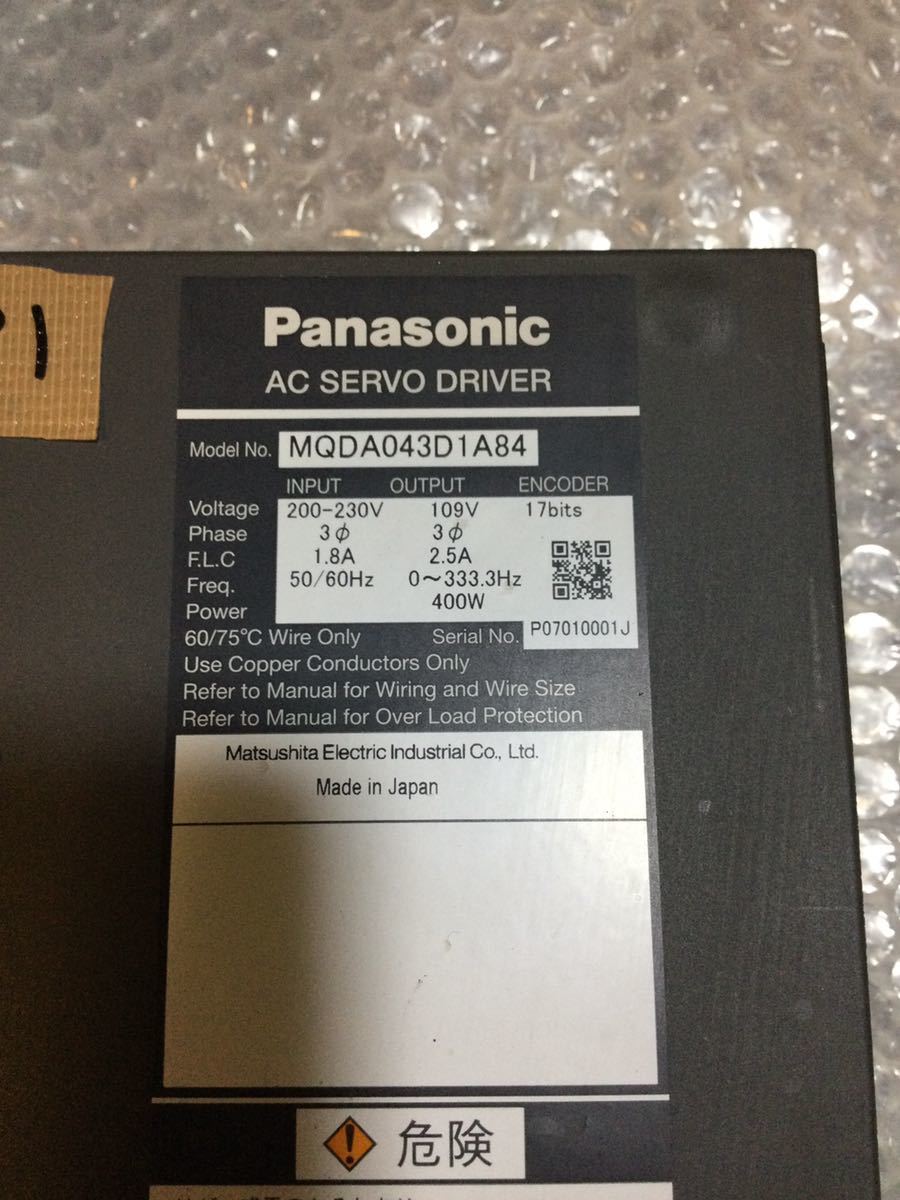 Panasonic
AC SERVO DRIVER
Model No. MQDA043D1A84
INPUT OUTPUT ENCODER
Voltage 200-230V 109V 17bits
Phase 3ϕ 3ϕ
F.L.C 1.8A 2.5A
Freq. 50/60Hz 0～333.3Hz
Power 400W
60/75°C Wire Only Serial No. P07010001J
Use Copper Conductors Only
Refer to Manual for Wiring and Wire Size
Refer to Manual for Over Load Protection
Matsushita Electric Industrial Co., Ltd.
Made in Japan
危険